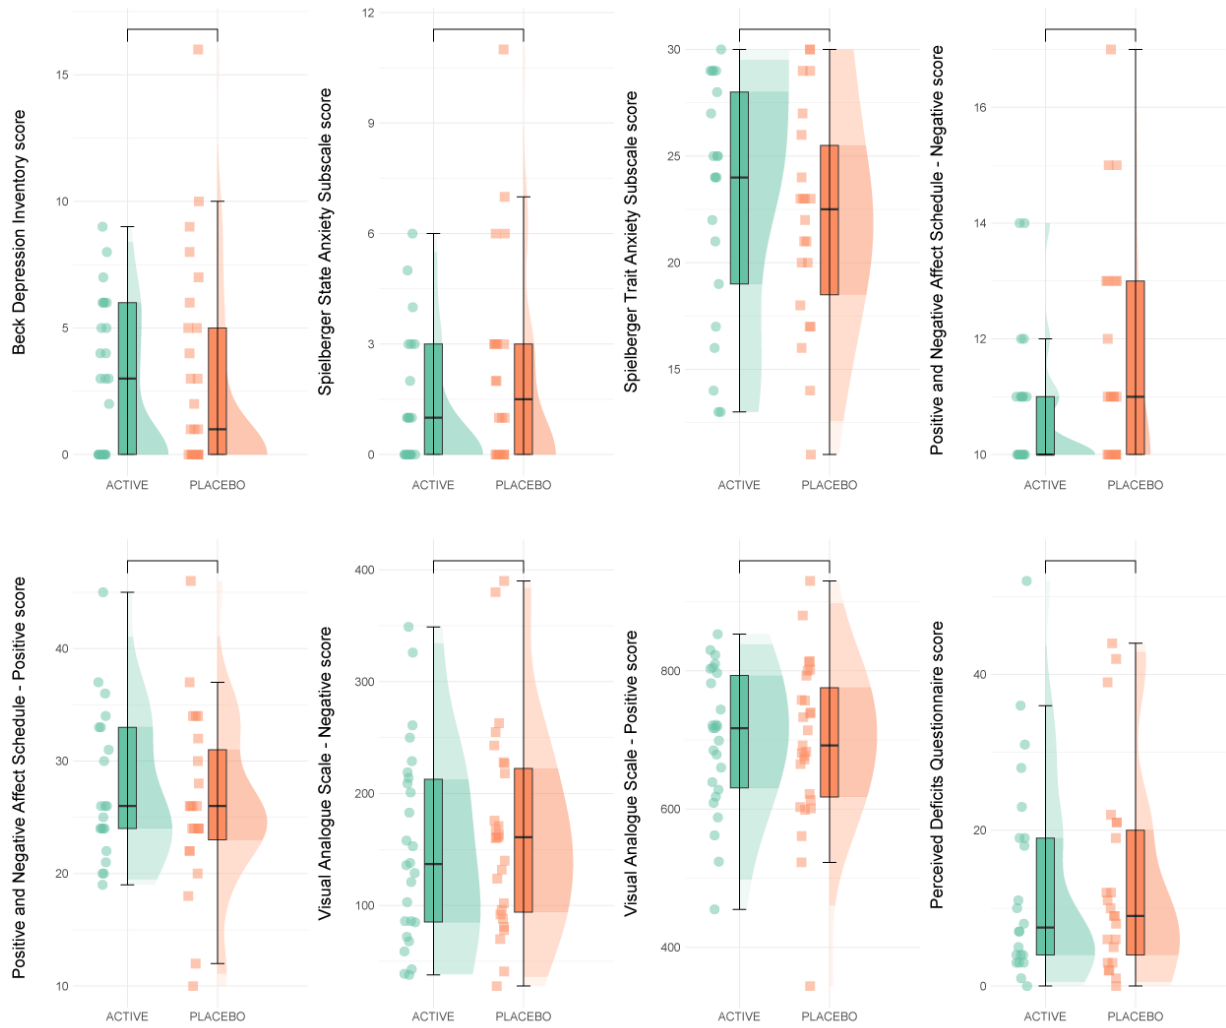 Beck Depression Inventory score
15
10
5
0
ACTIVE
PLACEBO
Spielberger State Anxiety Subscale score
12
9
6
3
0
ACTIVE
PLACEBO
Spielberger Trait Anxiety Subscale score
30
25
20
15
ACTIVE
PLACEBO
Positive and Negative Affect Schedule - Negative score
16
14
12
10
ACTIVE
PLACEBO
Positive and Negative Affect Schedule - Positive score
40
30
20
10
ACTIVE
PLACEBO
Visual Analogue Scale - Negative score
400
300
200
100
ACTIVE
PLACEBO
Visual Analogue Scale - Positive score
800
600
400
ACTIVE
PLACEBO
Perceived Deficits Questionnaire score
40
20
0
ACTIVE
PLACEBO